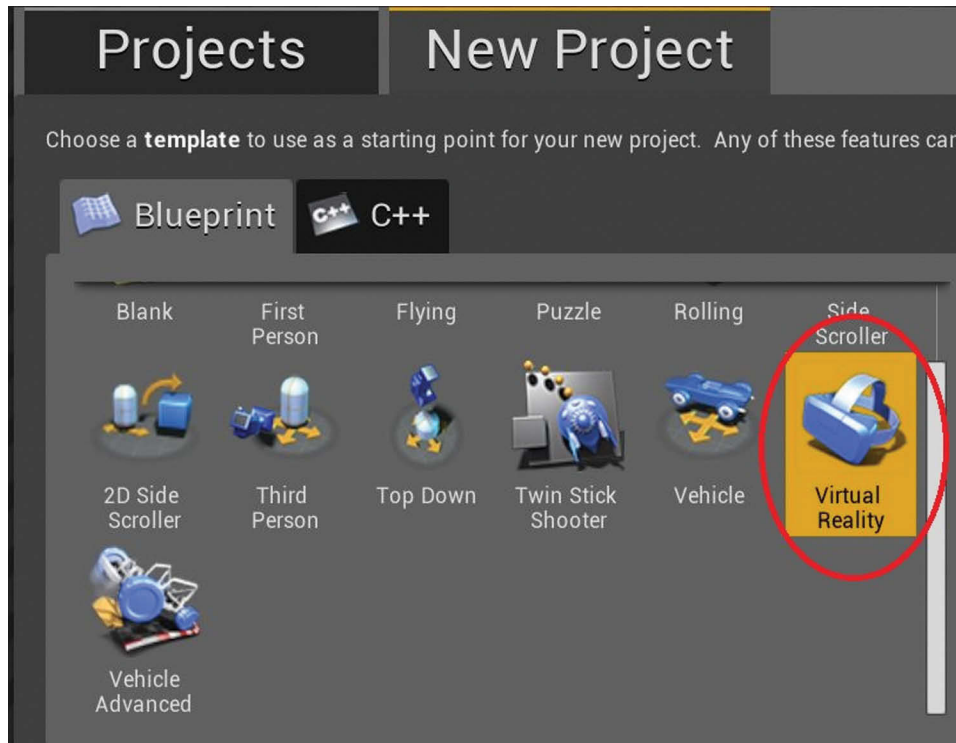 Projects
New Project
Choose a template to use as a starting point for your new project. Any of these features can
Blueprint
C++
C++
Blank
First
Person
Flying
Puzzle
Rolling
Side
Scroller
2D Side
Scroller
Third
Person
Top Down
Twin Stick
Shooter
Vehicle
Virtual
Reality
Vehicle
Advanced